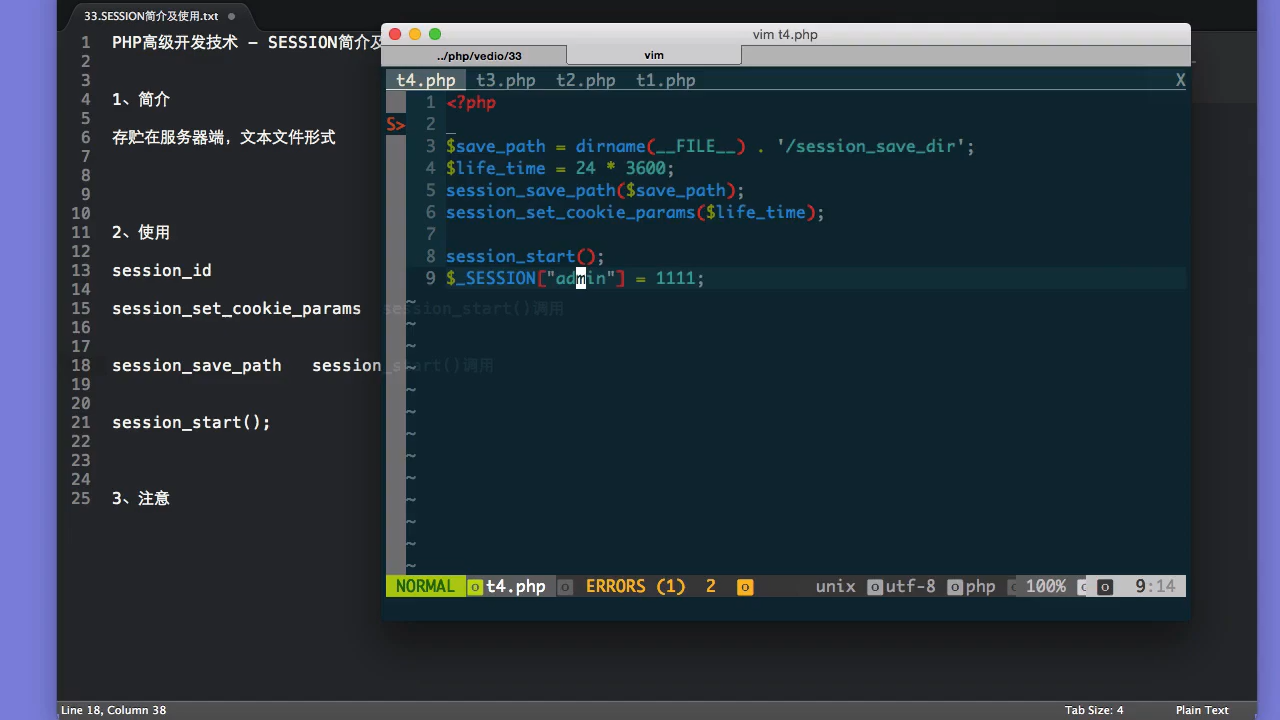 33.SESSION简介及使用.txt
1 PHP高级开发技术 – SESSION简介及
2
3
4 1、简介
5
6 存贮在服务器端，文本文件形式
7
8
9
10
11 2、使用
12
13 session_id
14
15 session_set_cookie_params session_start()调用
16
17
18 session_save_path session_start()调用
19
20
21 session_start();
22
23
24
25 3、注意
Line 18, Column 38
Tab Size: 4
Plain Text
vim t4.php
../php/vedio/33
vim
t4.php t3.php t2.php t1.php X
1 <?php
S> 2 _
3 $save_path = dirname(__FILE__) . '/session_save_dir';
4 $life_time = 24 * 3600;
5 session_save_path($save_path);
6 session_set_cookie_params($life_time);
7
8 session_start();
9 $_SESSION["admin"] = 1111;
~
~
~
~
~
~
~
~
~
~
~
~
~
NORMAL t4.php ERRORS (1) 2 unix utf-8 php 100% 9:14